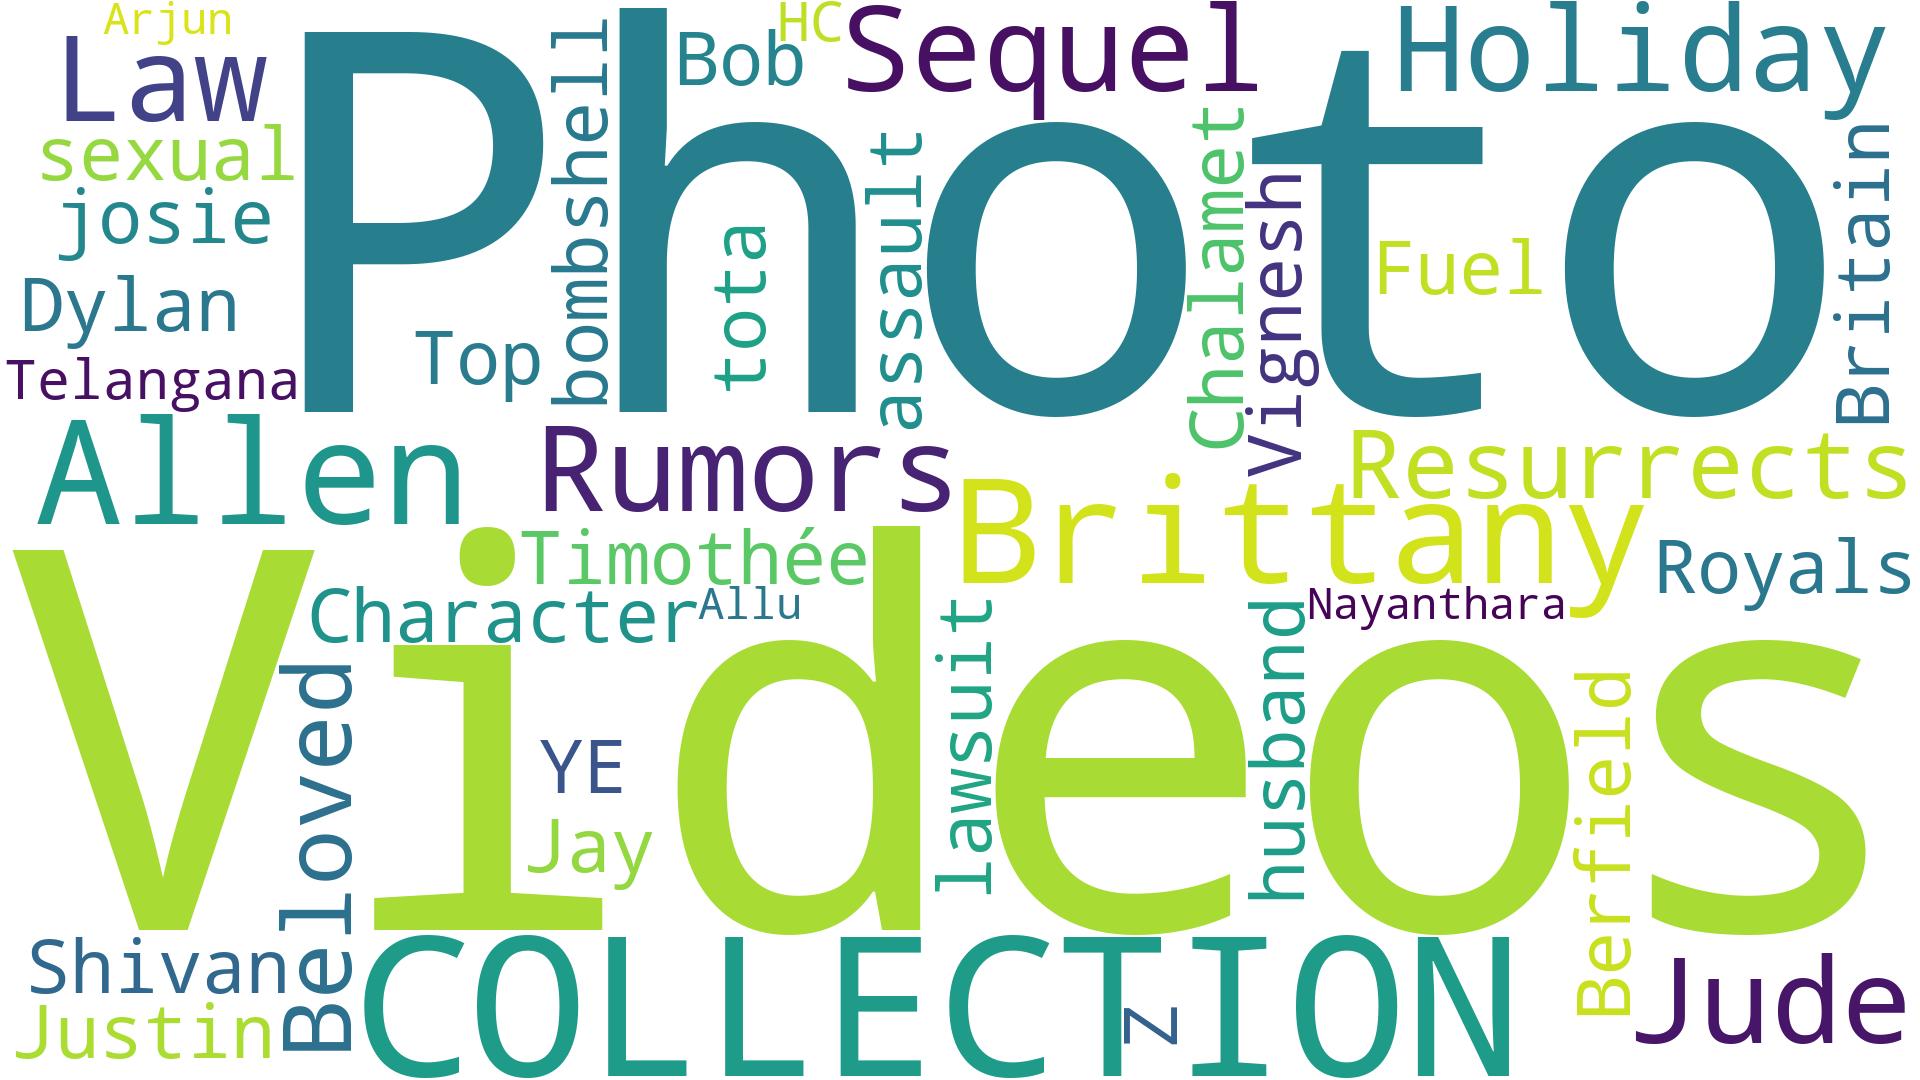 Arjun
HC
Law
Photo
Bob
Sequel
Holiday
sexual
bombshell
assault
Chalamet
Britain
josie
Vignesh
tota
Fuel
Dylan
Top
Telangana
Allen
Rumors
Resurrects
Brittany
Timothée
Royals
Videos
Character
Allu
Nayanthara
Beloved
lawsuit
husband
YE
Berfield
Jay
Shivan
COLLECTION
Jude
Justin
Z